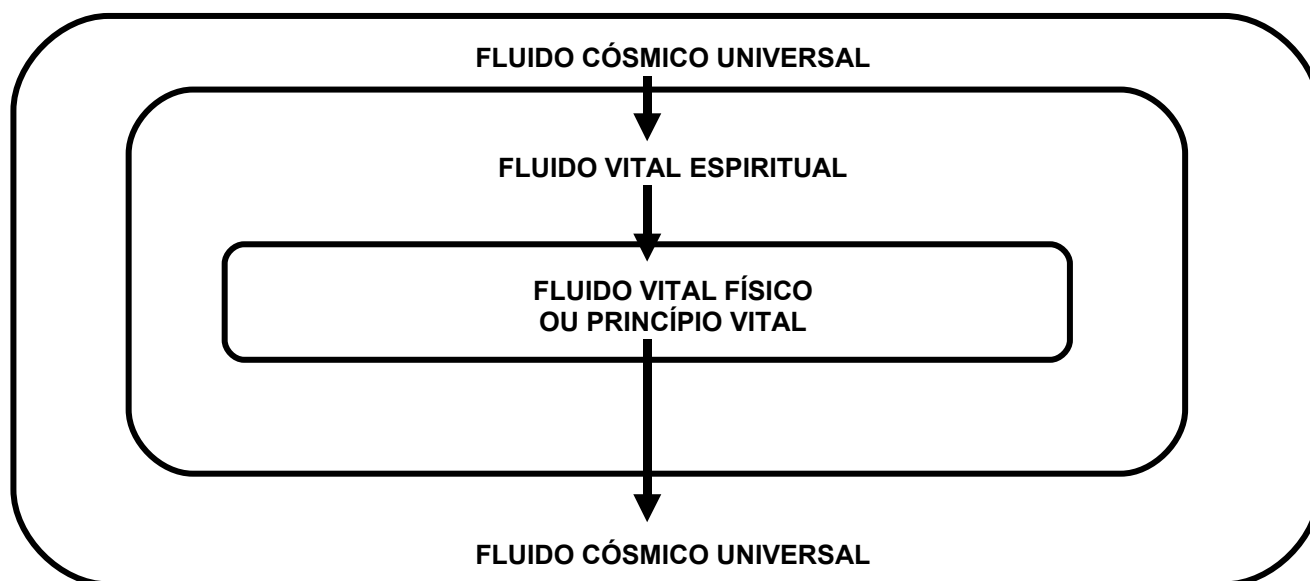 FLUIDO CÓSMICO UNIVERSAL
FLUIDO VITAL ESPIRITUAL
FLUIDO VITAL FÍSICO
OU PRINCÍPIO VITAL
FLUIDO CÓSMICO UNIVERSAL